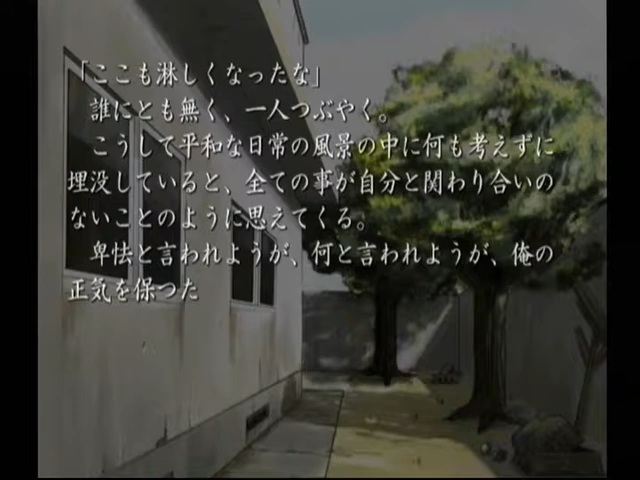 「ここも淋しくなったな」
誰にとも無く、一人つぶやく。
こうして平和な日常の風景の中に何も考えずに
埋没していると、全ての事が自分と関わり合いの
ないことのように思えてくる。
卑怯と言われようが、何と言われようが、俺の
正気を保つた